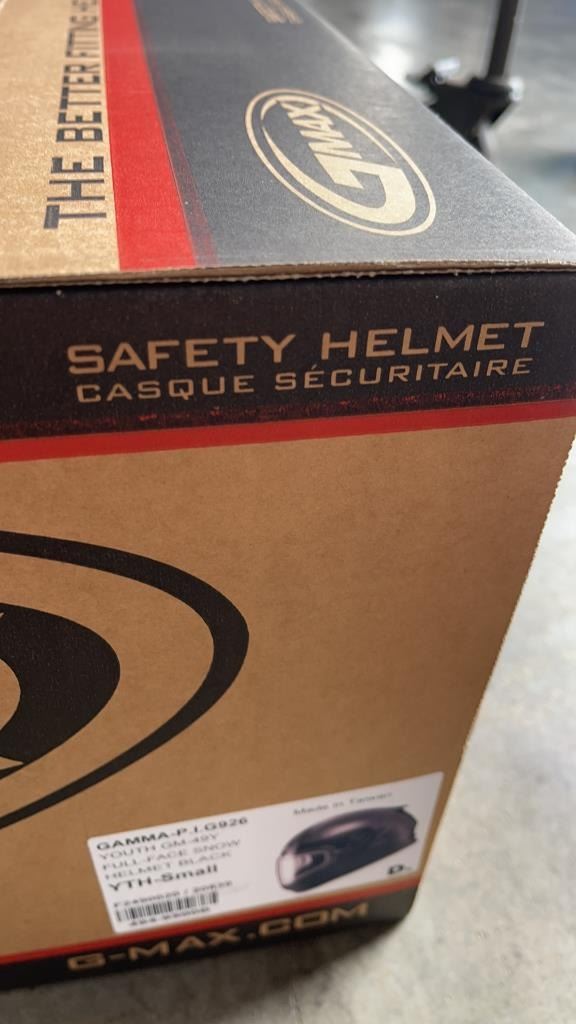 THE BETTER FITTING HE
GMAX
SAFETY HELMET
CASQUE SÉCURITAIRE
Made in Taiwan
GAMMA-P.I.G926
YOUTH GM-49Y
FULL-FACE SNOW
HELMET BLACK
YTH-Small
G-MAX.COM